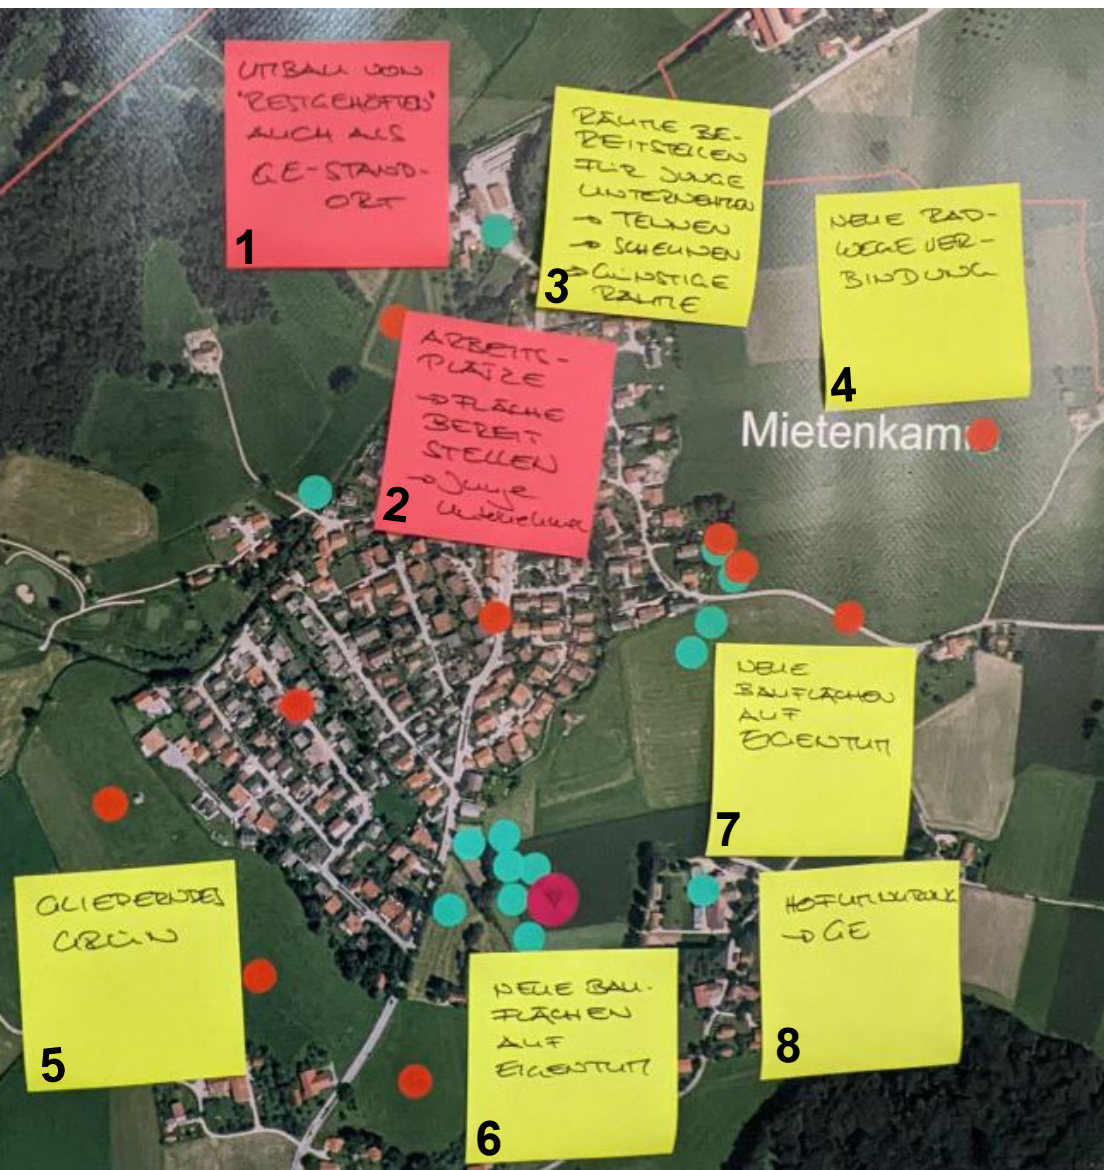 UMBAU VON
'RESTGEHÖFTEN'
AUCH ALS
GE-STAND-
ORT
1
RÄUME BE-
REITSTELLEN
FÜR JUNGE
UNTERNEHMEN
→ TENNEN
→ SCHEUNEN
→ GÜNSTIGE
RÄUME
3
NEUE RAD-
WEGEVER-
BINDUNG
4
ARBEITS-
PLÄTZE
→ FLÄCHE
BEREIT
STELLEN
→ Junge
Unternehmer
2
Mietenkam
NEUE
BAUFLÄCHEN
AUF
EIGENTUM
7
GLIEDERNDES
GRÜN
5
NEUE BAU-
FLÄCHEN
AUF
EIGENTUM
6
HOFUMNUTZUNG
→ GE
8